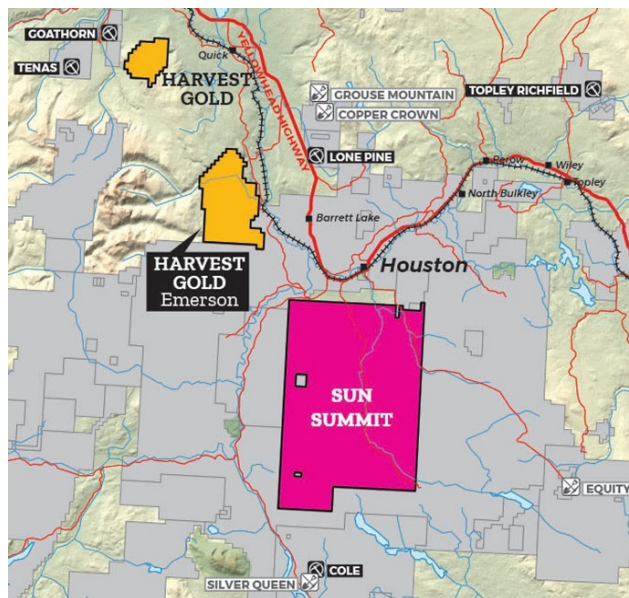 GOATHORN
TENAS
Quick
HARVEST
GOLD
YELLOWHEAD HIGHWAY
GROUSE MOUNTAIN
COPPER CROWN
TOPLEY RICHFIELD
LONE PINE
Perow
Wiley
Topley
North Bulkley
Barrett Lake
Houston
HARVEST
GOLD
Emerson
SUN
SUMMIT
EQUITY
COLE
SILVER QUEEN